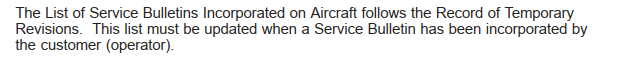 The List of Service Bulletins Incorporated on Aircraft follows the Record of Temporary
Revisions.  This list must be updated when a Service Bulletin has been incorporated by
the customer (operator).